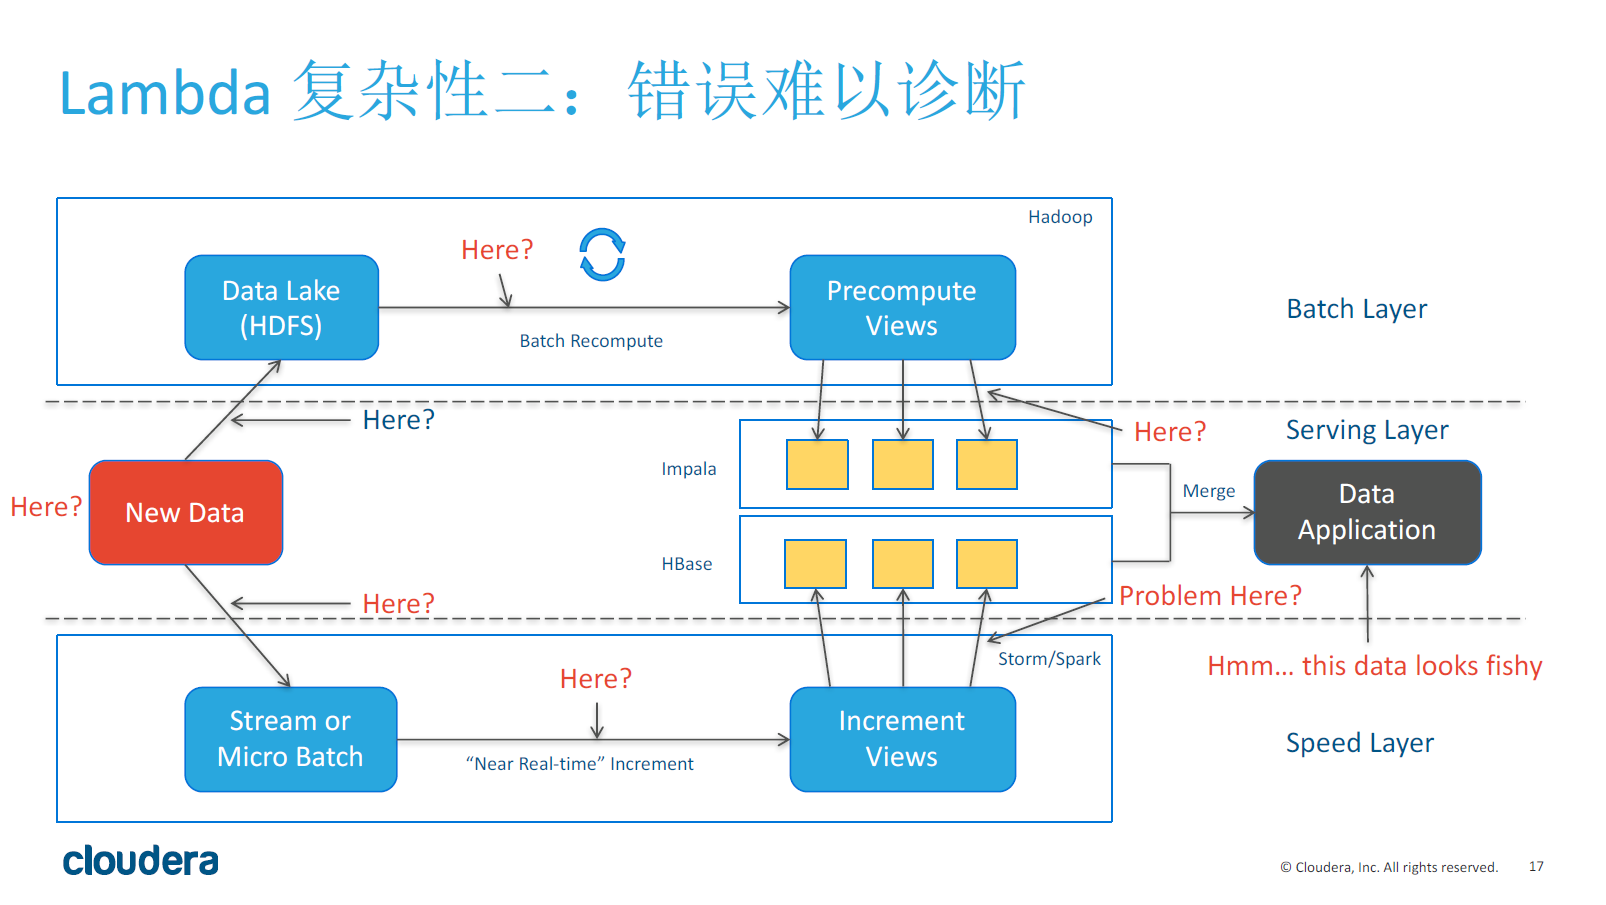 Lambda 复杂性二：错误难以诊断
Hadoop
Here?
Data Lake
(HDFS)
Precompute
Views
Batch Recompute
Batch Layer
Here?
Here?
Serving Layer
Impala
Merge
Data
Application
Here?
New Data
HBase
Here?
Problem Here?
Storm/Spark
Hmm... this data looks fishy
Here?
Stream or
Micro Batch
Increment
Views
“Near Real-time” Increment
Speed Layer
cloudera
© Cloudera, Inc. All rights reserved.
17